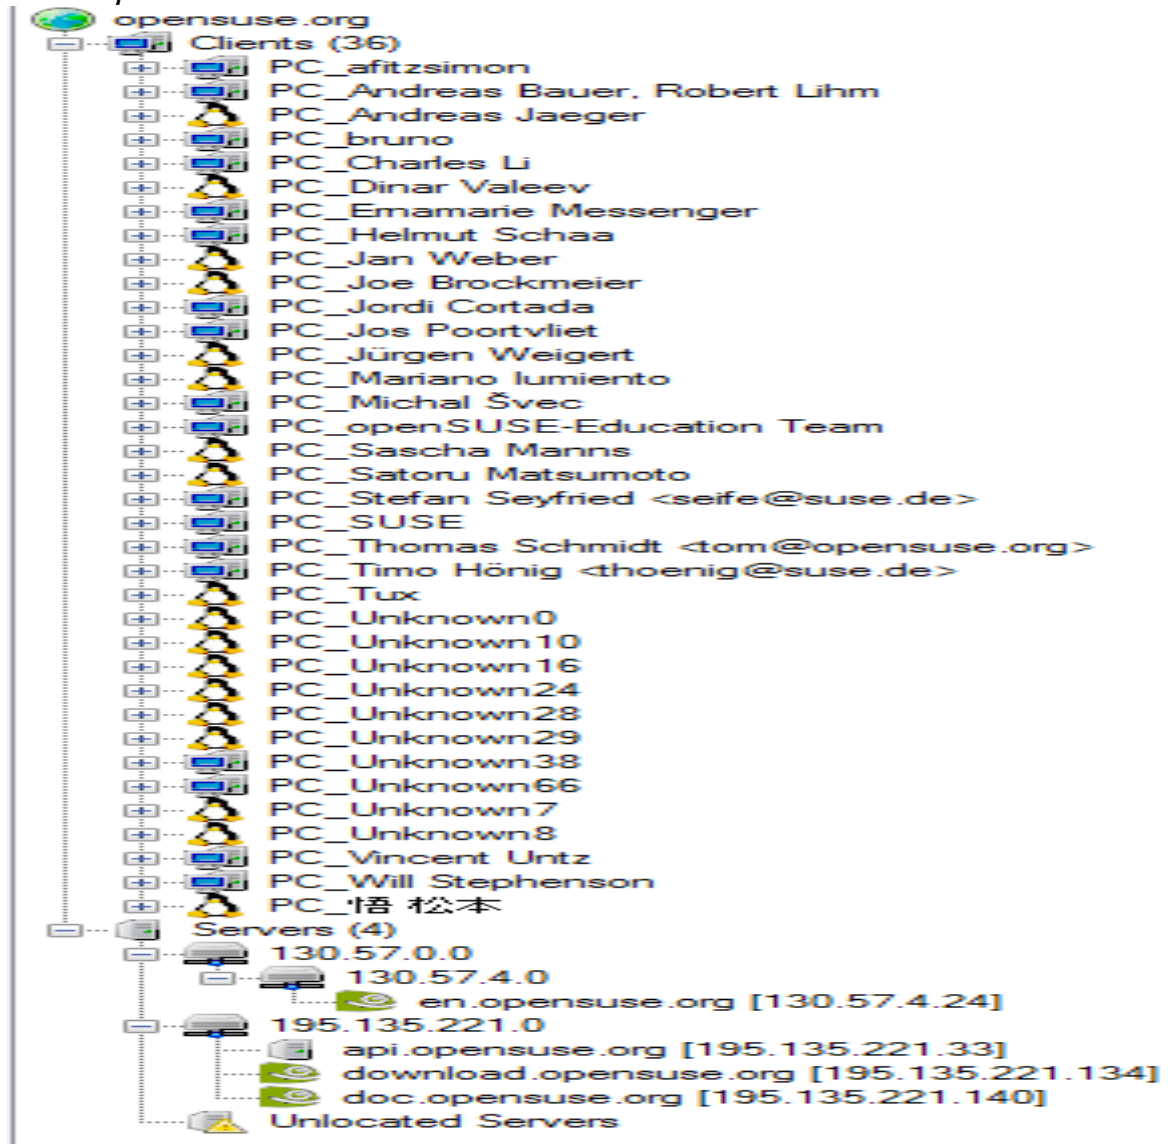 opensuse.org
Clients (36)
PC_afitzsimon
PC_Andreas Bauer, Robert Lihm
PC_Andreas Jaeger
PC_bruno
PC_Charles Li
PC_Dinar Valeev
PC_Emamarie Messenger
PC_Helmut Schaa
PC_Jan Weber
PC_Joe Brockmeier
PC_Jordi Cortada
PC_Jos Poortvliet
PC_Jürgen Weigert
PC_Mariano Iumiento
PC_Michal Švec
PC_openSUSE-Education Team
PC_Sascha Manns
PC_Satoru Matsumoto
PC_Stefan Seyfried <seife@suse.de>
PC_SUSE
PC_Thomas Schmidt <tom@opensuse.org>
PC_Timo Hönig <thoenig@suse.de>
PC_Tux
PC_Unknown0
PC_Unknown10
PC_Unknown16
PC_Unknown24
PC_Unknown28
PC_Unknown29
PC_Unknown38
PC_Unknown66
PC_Unknown7
PC_Unknown8
PC_Vincent Untz
PC_Will Stephenson
PC_悟 松本
Servers (4)
130.57.0.0
130.57.4.0
en.opensuse.org [130.57.4.24]
195.135.221.0
api.opensuse.org [195.135.221.33]
download.opensuse.org [195.135.221.134]
doc.opensuse.org [195.135.221.140]
Unlocated Servers